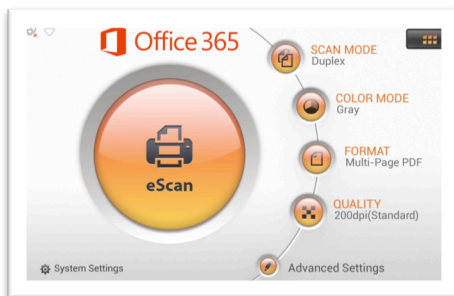 Office 365
SCAN MODE
Duplex
COLOR MODE
Gray
FORMAT
Multi-Page PDF
QUALITY
200dpi(Standard)
eScan
System Settings
Advanced Settings